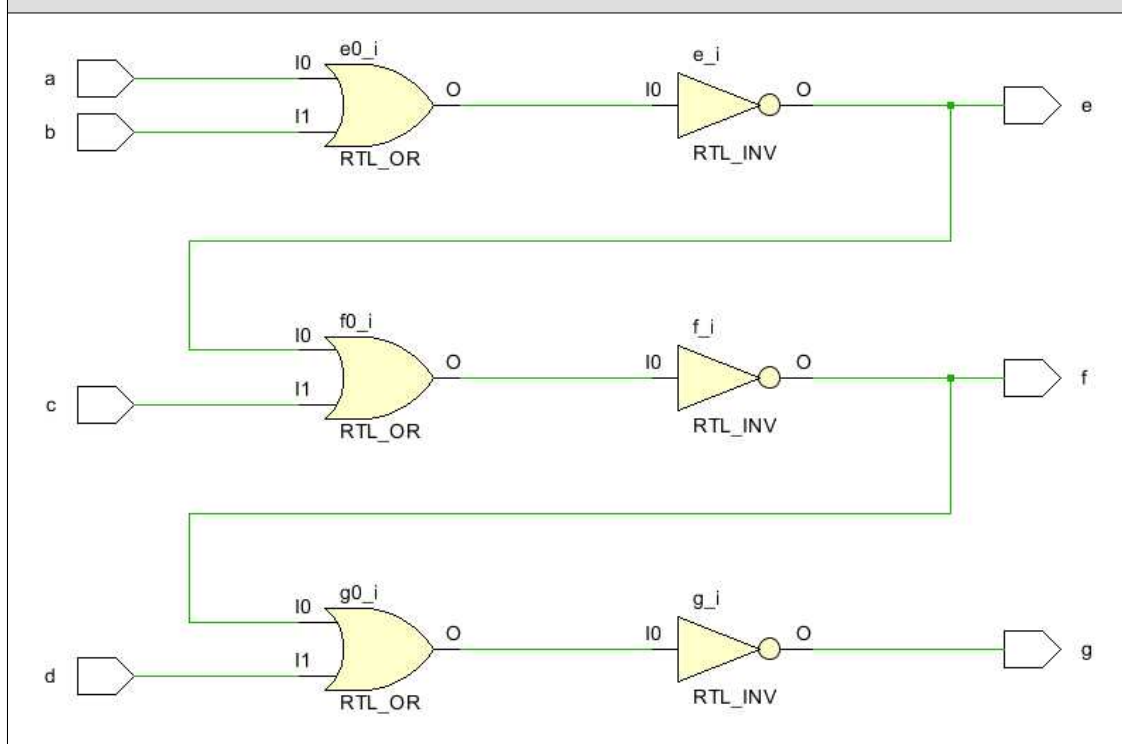 e0_i
e_i
a
I0
O
I0
O
e
b
I1
RTL_OR
RTL_INV
f0_i
f_i
I0
O
I0
O
f
c
I1
RTL_OR
RTL_INV
g0_i
g_i
I0
O
I0
O
g
d
I1
RTL_OR
RTL_INV